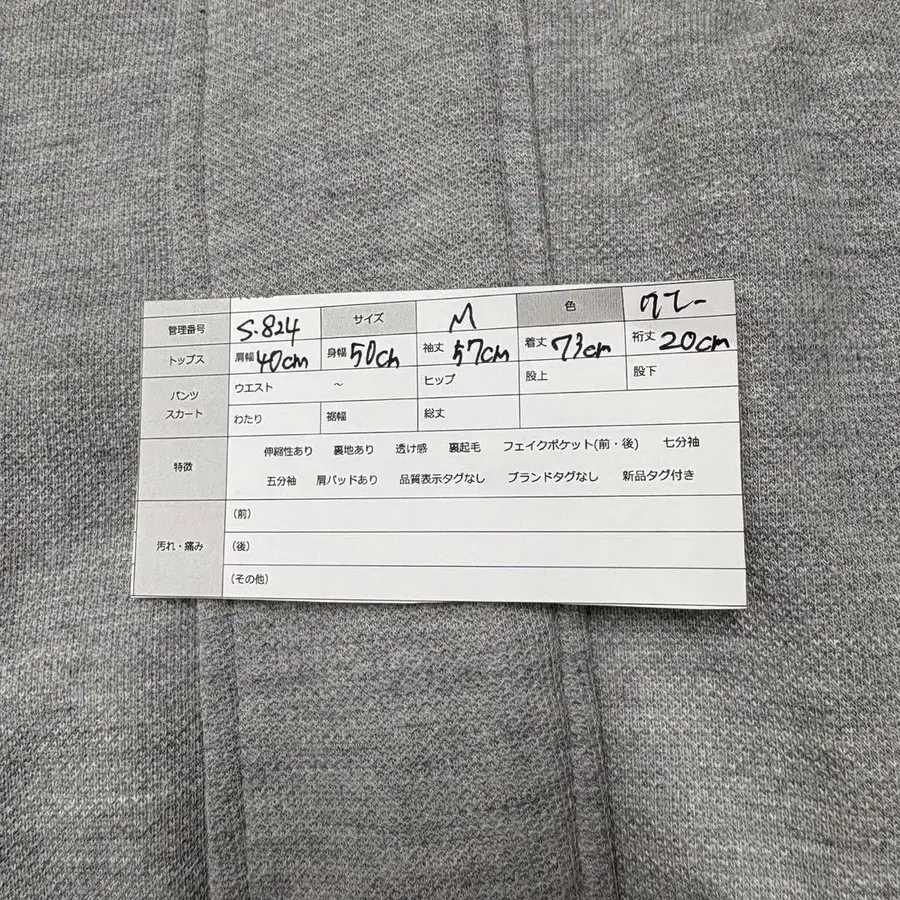 管理番号 S-824 サイズ M 色 グレー
トップス 肩幅 40cm 身幅 50cm 袖丈 57cm 着丈 73cm 裄丈 20cm
パンツ スカート ウエスト ～ ヒップ 股上 股下
わたり 裾幅 総丈
特徴 伸縮性あり 裏地あり 透け感 裏起毛 フェイクポケット(前・後) 七分袖
五分袖 肩パッドあり 品質表示タグなし ブランドタグなし 新品タグ付き
汚れ・痛み (前)
(後)
(その他)